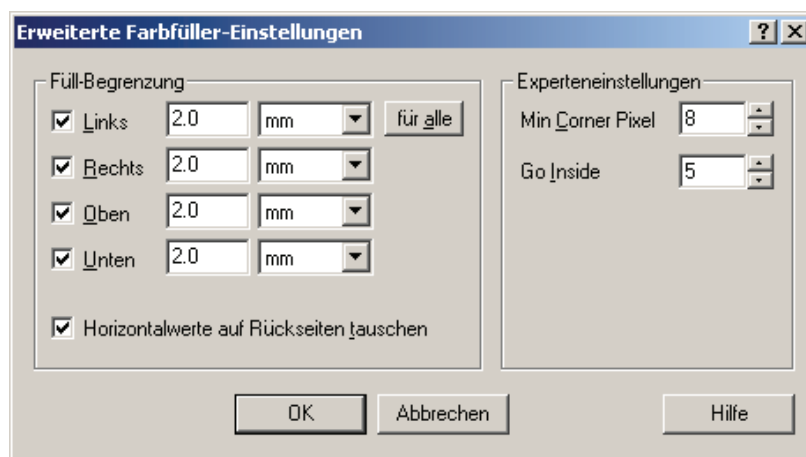 Erweiterte Farbfüller-Einstellungen
Füll-Begrenzung
Links 2.0 mm für alle
Rechts 2.0 mm
Oben 2.0 mm
Unten 2.0 mm
Horizontalwerte auf Rückseiten tauschen
Experteneinstellungen
Min Corner Pixel 8
Go Inside 5
OK Abbrechen Hilfe